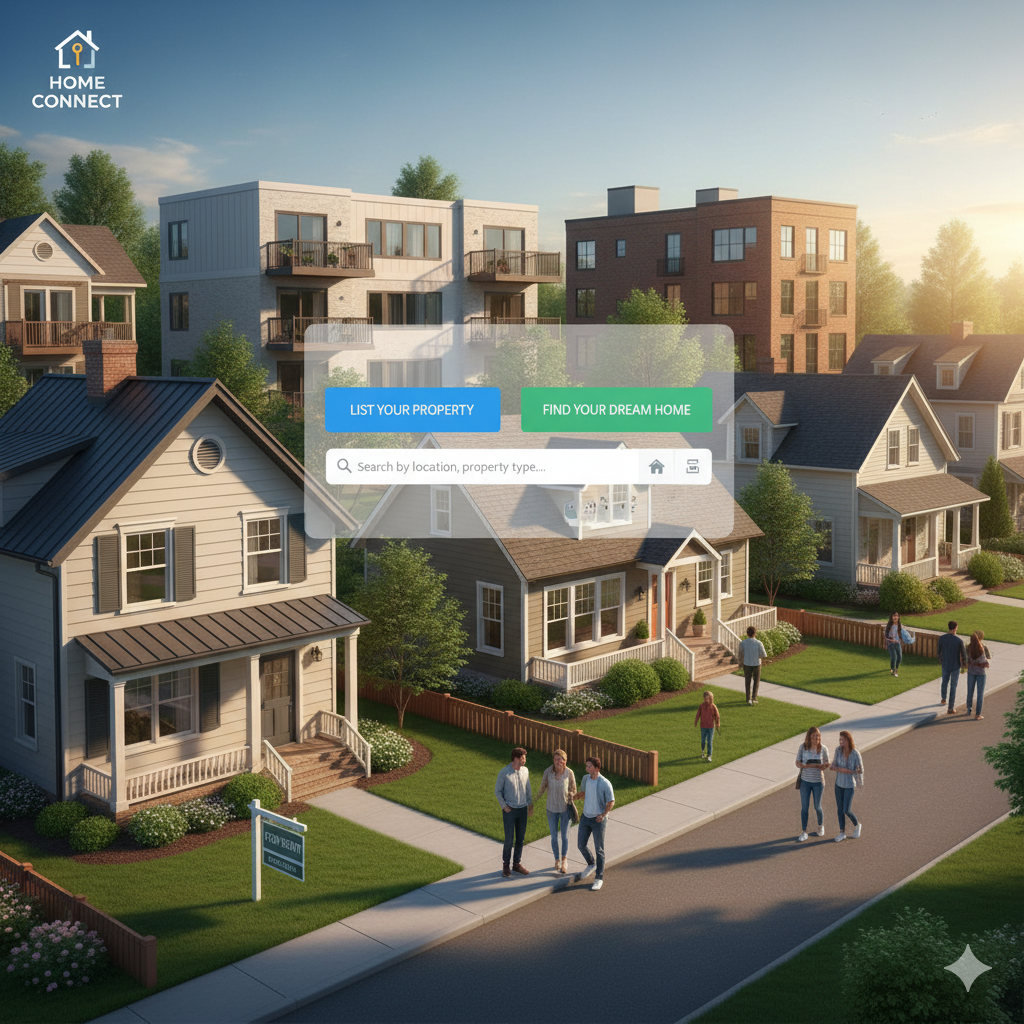 HOME
CONNECT
LIST YOUR PROPERTY
FIND YOUR DREAM HOME
Search by location, property type...